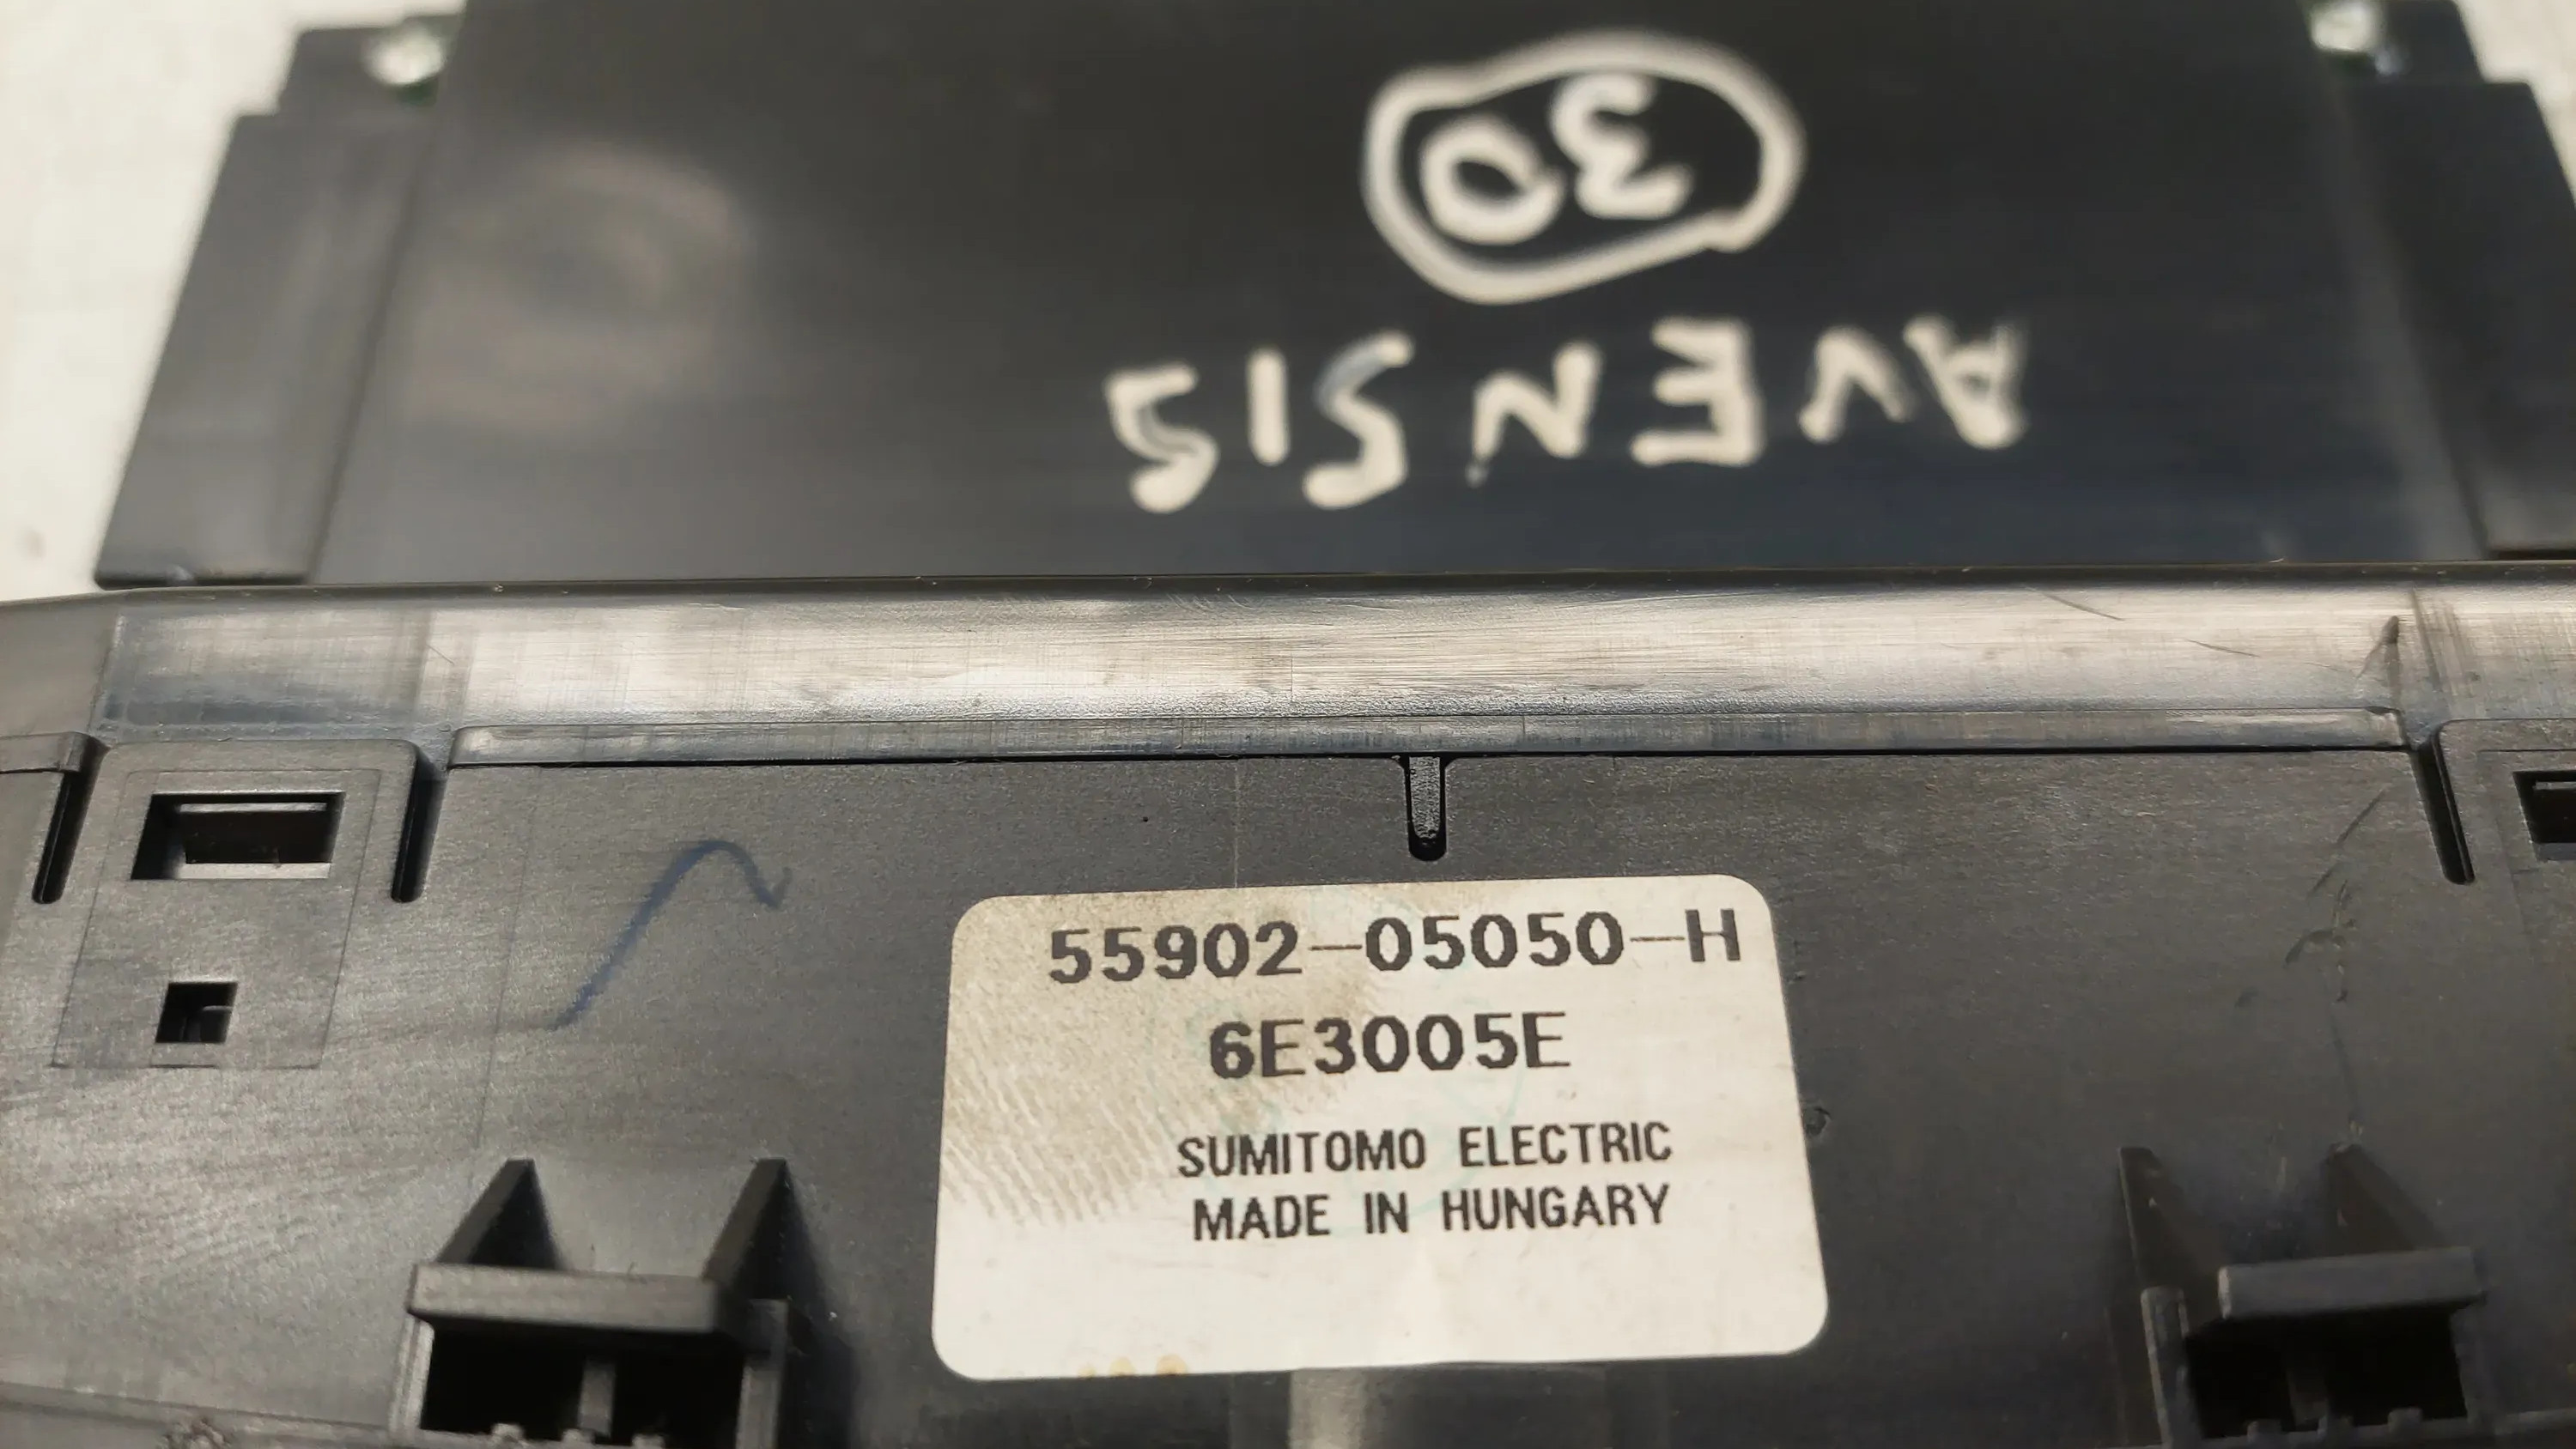 30
AVENSIS
55902-05050-H
6E3005E
SUMITOMO ELECTRIC
MADE IN HUNGARY